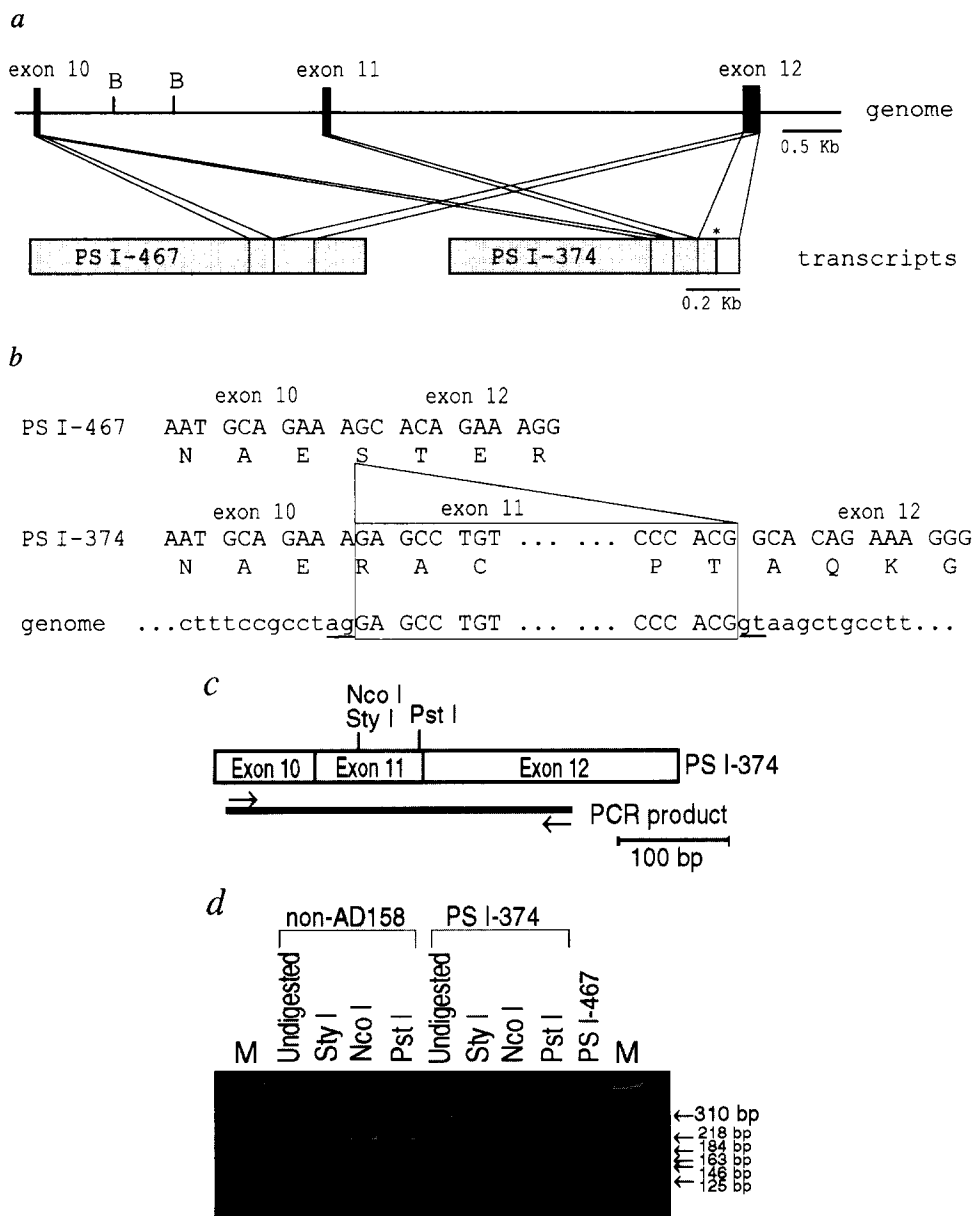 a
exon 10 B B exon 11 exon 12
genome
0.5 Kb
*
PS I-467 PS I-374 transcripts
0.2 Kb
b
exon 10 exon 12
PS I-467 AAT GCA GAA AGC ACA GAA AGG
N A E S T E R
exon 10 exon 11 exon 12
PS I-374 AAT GCA GAA AGA GCC TGT ... ... CCC ACG GCA CAG AAA GGG
N A E R A C P T A Q K G
genome ...ctttccgcctagGA GCC TGT ... ... CCC ACGgtaagctgcctt...
c
Nco I
Sty I Pst I
Exon 10 Exon 11 Exon 12 PS I-374
PCR product
100 bp
d
non-AD158 PS I-374
M Undigested Sty I Nco I Pst I Undigested Sty I Nco I Pst I PS I-467 M
310 bp
218 bp
184 bp
163 bp
146 bp
125 bp